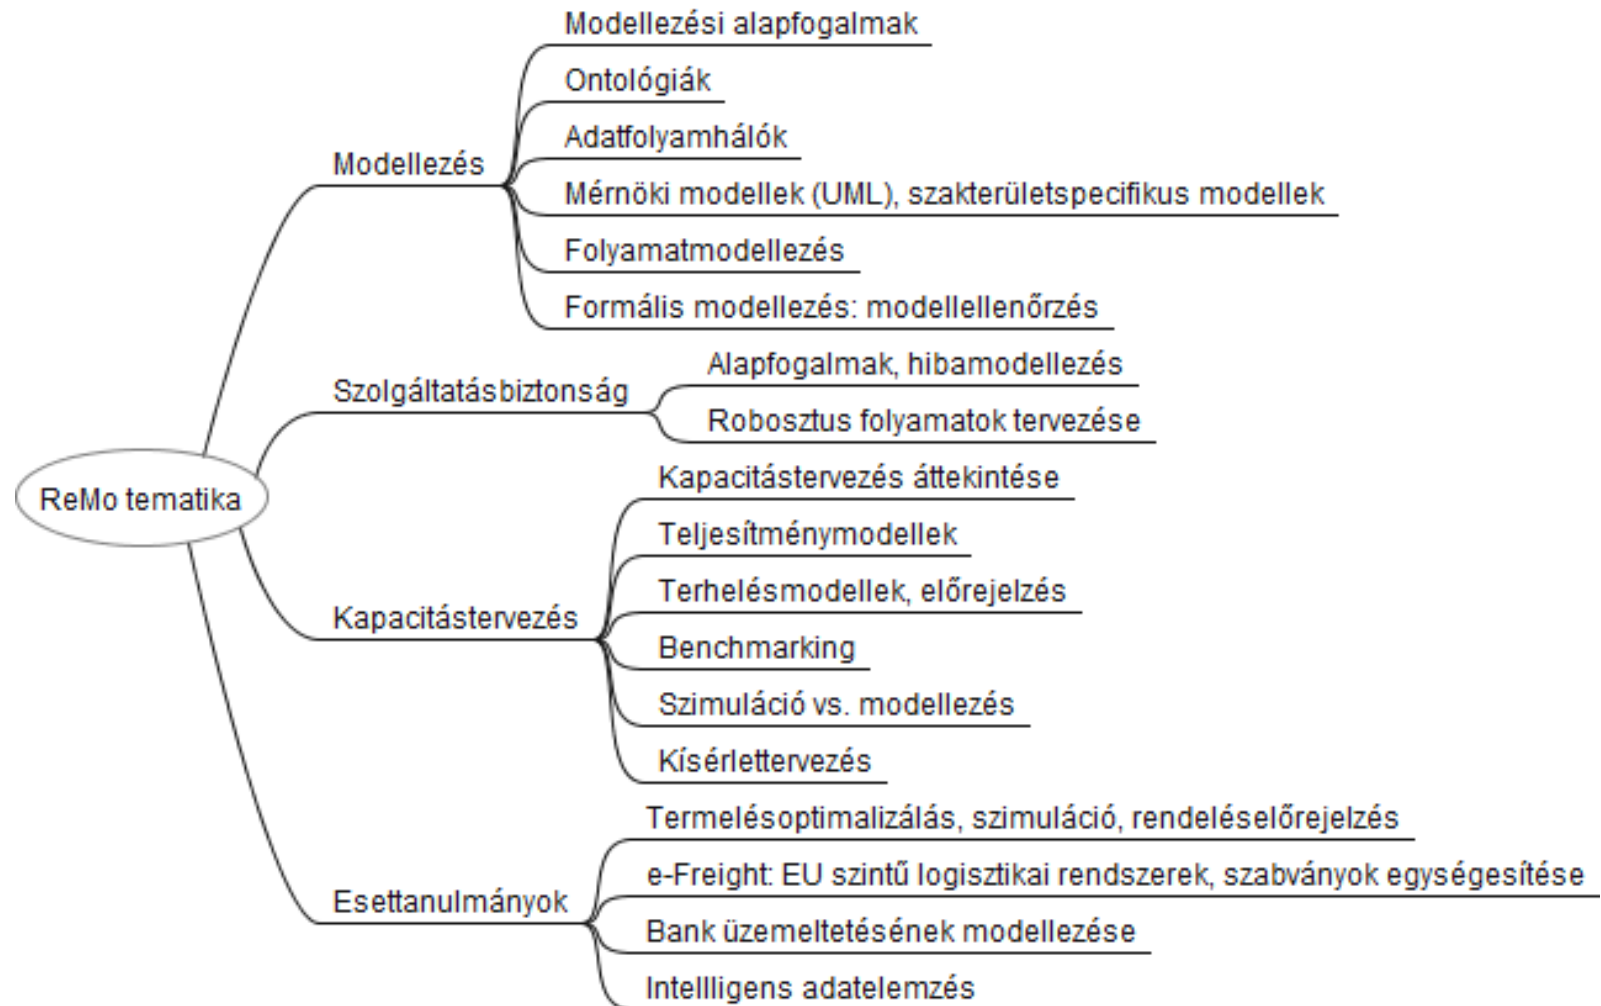 ReMo tematika
Modellezés
Modellezési alapfogalmak
Ontológiák
Adatfolyamhálók
Mérnöki modellek (UML), szakterületspecifikus modellek
Folyamatmodellezés
Formális modellezés: modellellenőrzés
Szolgáltatásbiztonság
Alapfogalmak, hibamodellezés
Robosztus folyamatok tervezése
Kapacitástervezés
Kapacitástervezés áttekintése
Teljesítménymodellek
Terhelésmodellek, előrejelzés
Benchmarking
Szimuláció vs. modellezés
Kísérlettervezés
Esettanulmányok
Termelésoptimalizálás, szimuláció, rendeléselőrejelzés
e-Freight: EU szintű logisztikai rendszerek, szabványok egységesítése
Bank üzemeltetésének modellezése
Intellligens adatelemzés